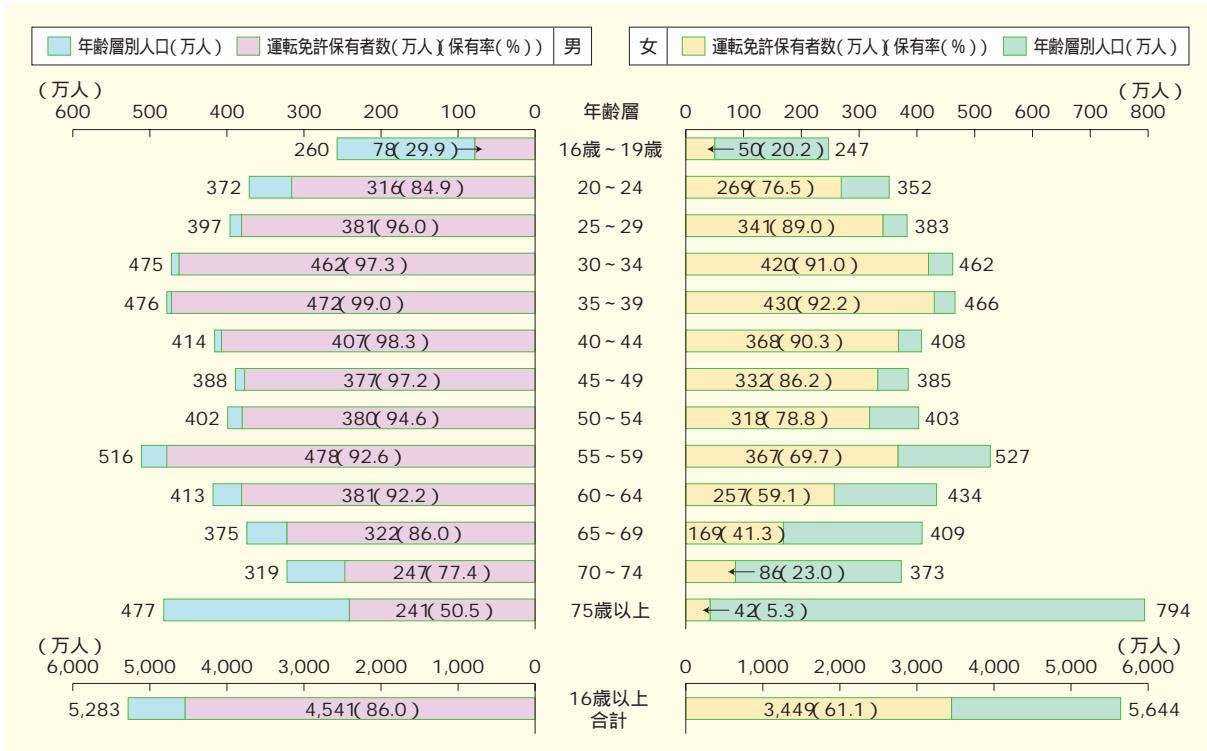 年齢層別人口(万人) 運転免許保有者数(万人)(保有率(%)) 男
女 運転免許保有者数(万人)(保有率(%)) 年齢層別人口(万人)
(万人) (万人)
600 500 400 300 200 100 0 年齢層 0 100 200 300 400 500 600 700 800
260 78(29.9) 16歳~19歳 50(20.2) 247
372 316(84.9) 20~24 269(76.5) 352
397 381(96.0) 25~29 341(89.0) 383
475 462(97.3) 30~34 420(91.0) 462
476 472(99.0) 35~39 430(92.2) 466
414 407(98.3) 40~44 368(90.3) 408
388 377(97.2) 45~49 332(86.2) 385
402 380(94.6) 50~54 318(78.8) 403
516 478(92.6) 55~59 367(69.7) 527
413 381(92.2) 60~64 257(59.1) 434
375 322(86.0) 65~69 169(41.3) 409
319 247(77.4) 70~74 86(23.0) 373
477 241(50.5) 75歳以上 42(5.3) 794
(万人) (万人)
6,000 5,000 4,000 3,000 2,000 1,000 0 0 1,000 2,000 3,000 4,000 5,000 6,000
5,283 4,541(86.0) 16歳以上 3,449(61.1) 5,644
合計